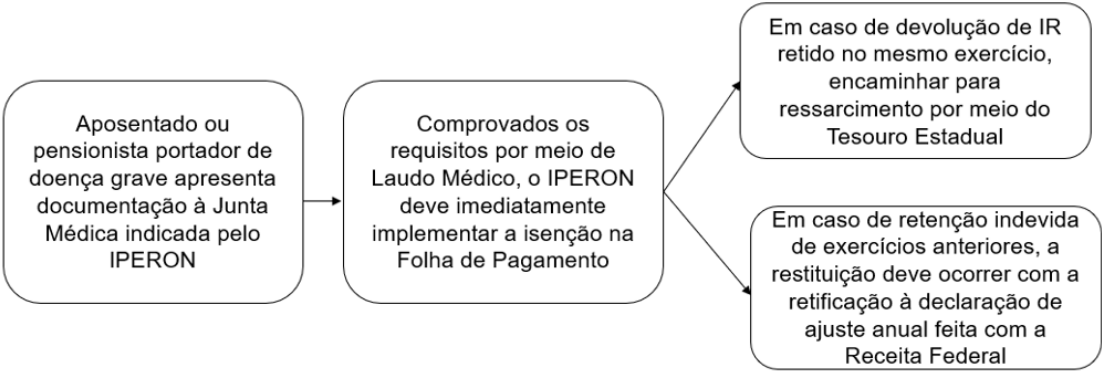 Aposentado ou
pensionista portador de
doença grave apresenta
documentação à Junta
Médica indicada pelo
IPERON
Comprovados os
requisitos por meio de
Laudo Médico, o IPERON
deve imediatamente
implementar a isenção na
Folha de Pagamento
Em caso de devolução de IR
retido no mesmo exercício,
encaminhar para
ressarcimento por meio do
Tesouro Estadual
Em caso de retenção indevida
de exercícios anteriores, a
restituição deve ocorrer com a
retificação à declaração de
ajuste anual feita com a
Receita Federal